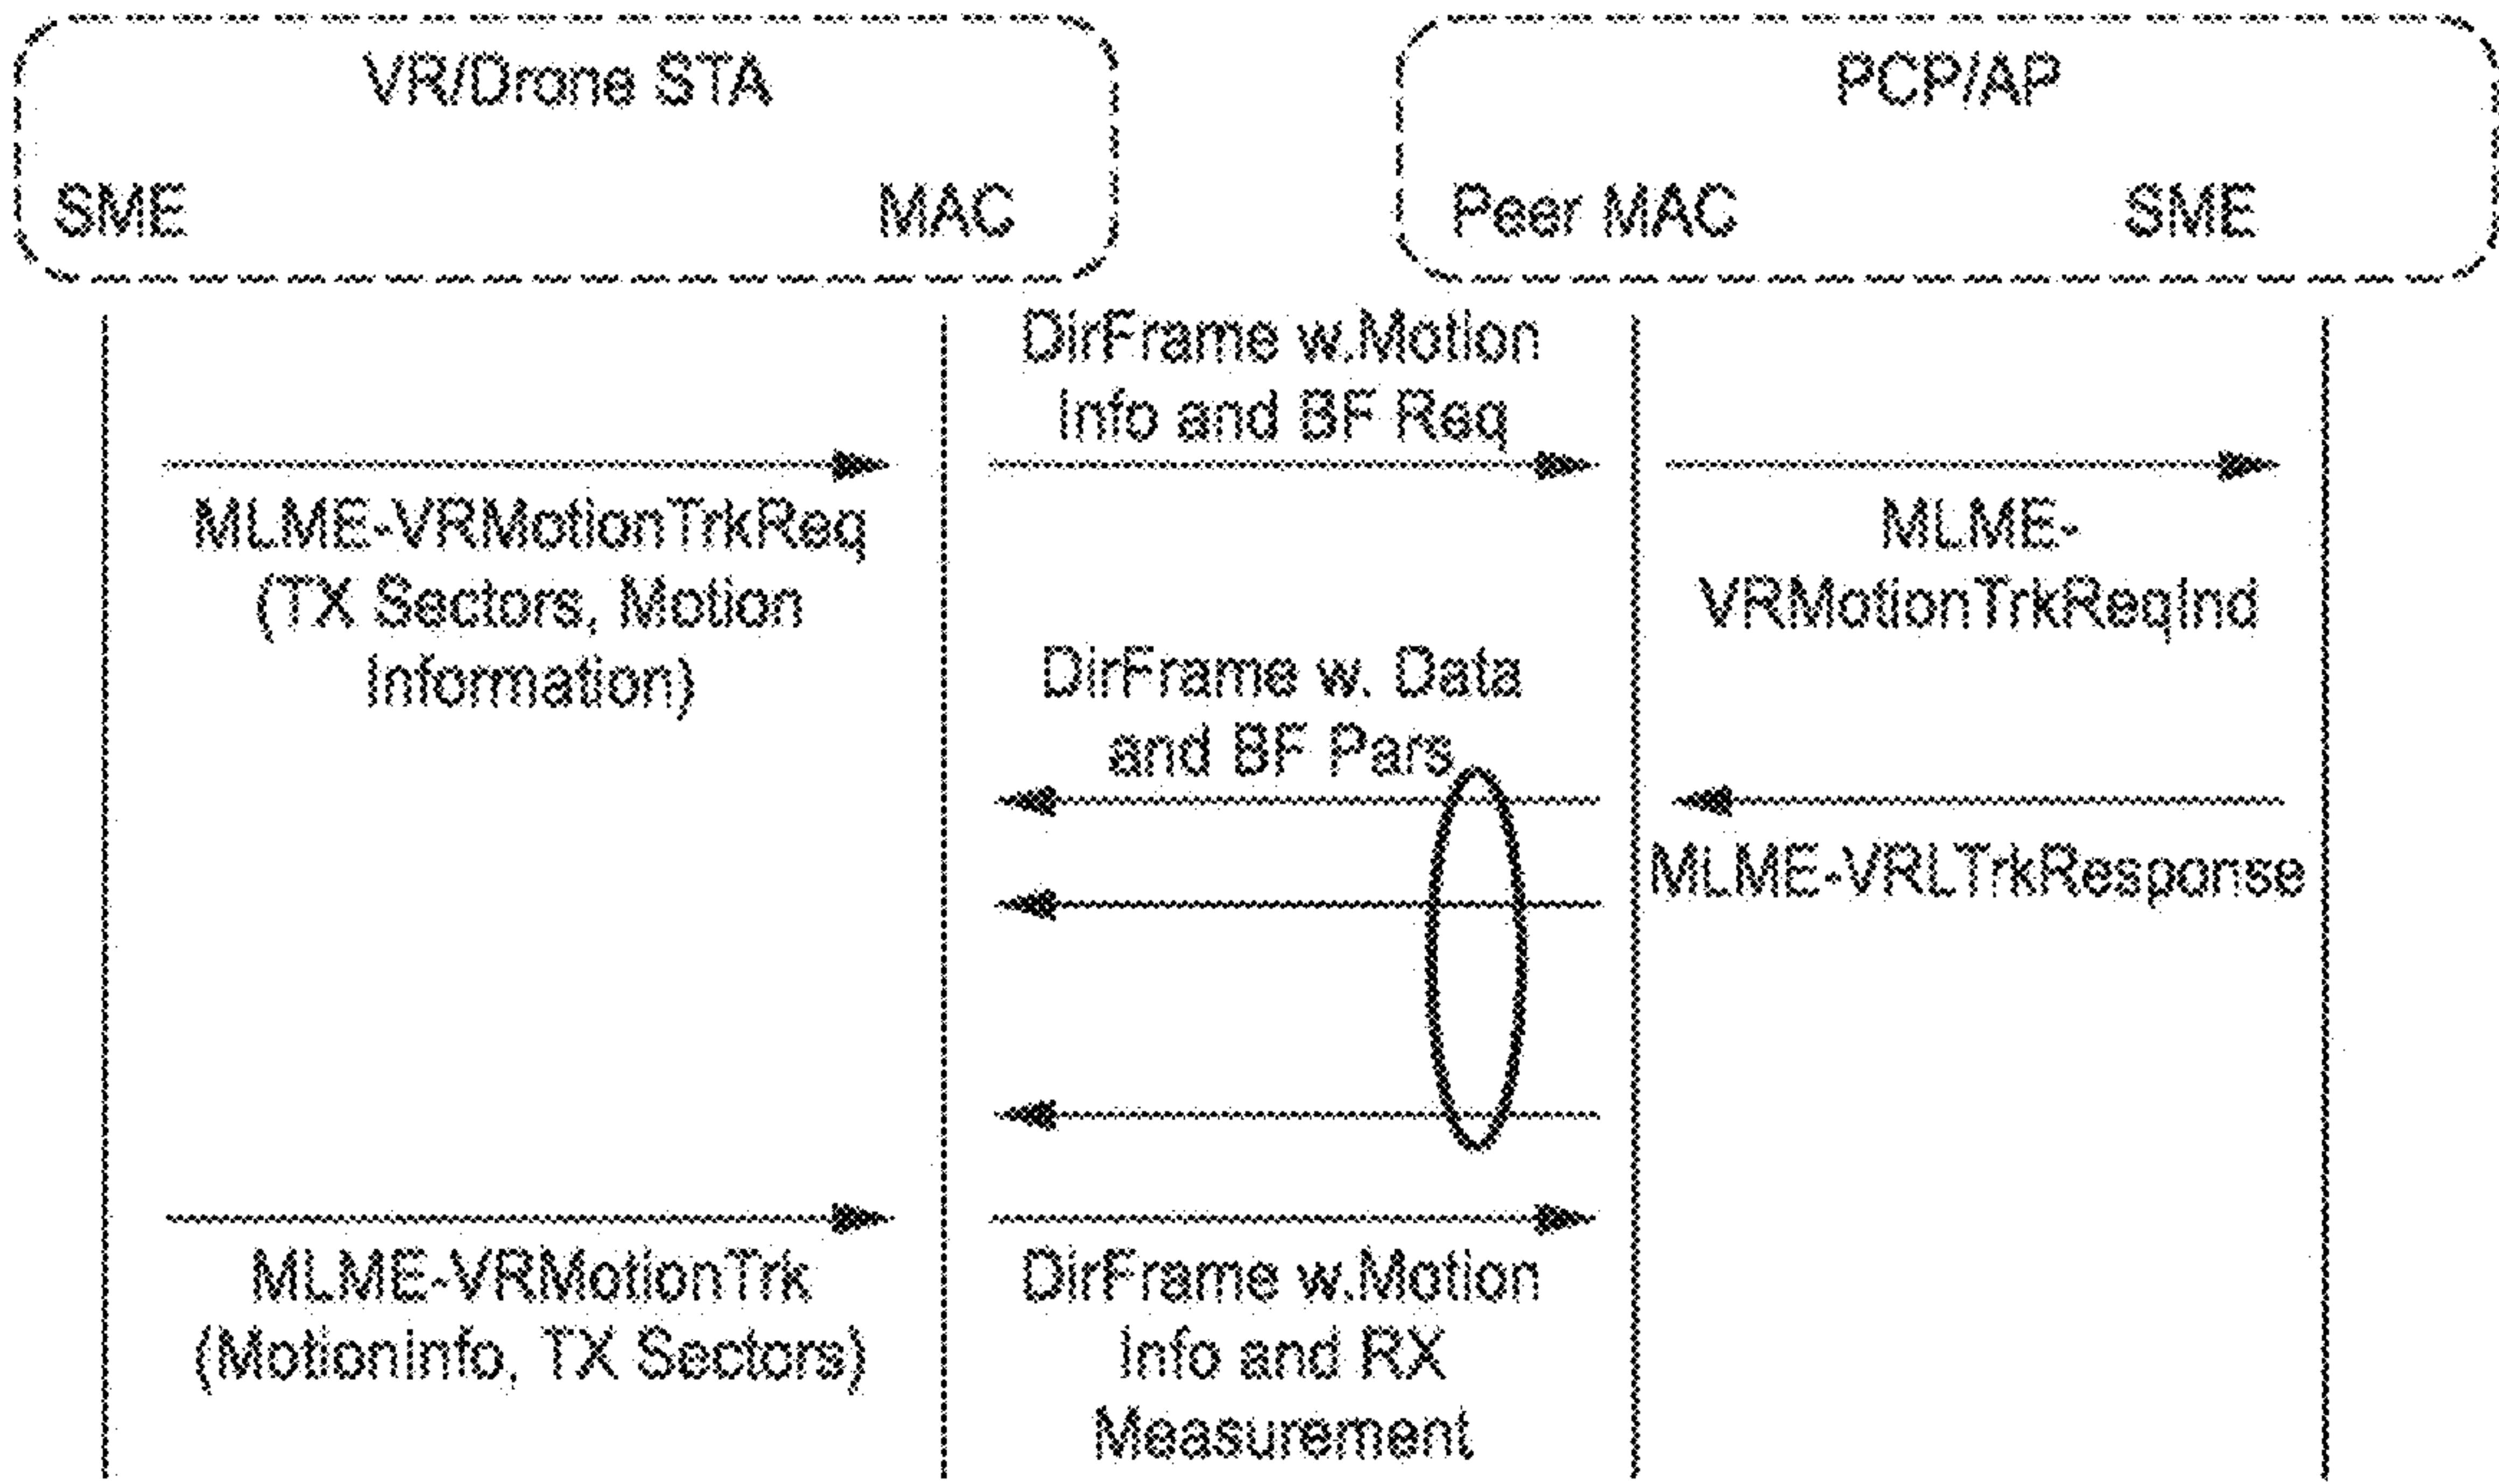 VR/Drone STA
PCP/AP
SME
MAC
Peer MAC
SME
DirFrame w.Motion
Info and BF Req
MLME-VRMotionTrkReq
(TX Sectors, Motion
Information)
MLME-
VRMotionTrkReqInd
DirFrame w. Data
and BF Pars
MLME-VRLTrkResponse
MLME-VRMotionTrk
(MotionInfo, TX Sectors)
DirFrame w.Motion
Info and RX
Measurement